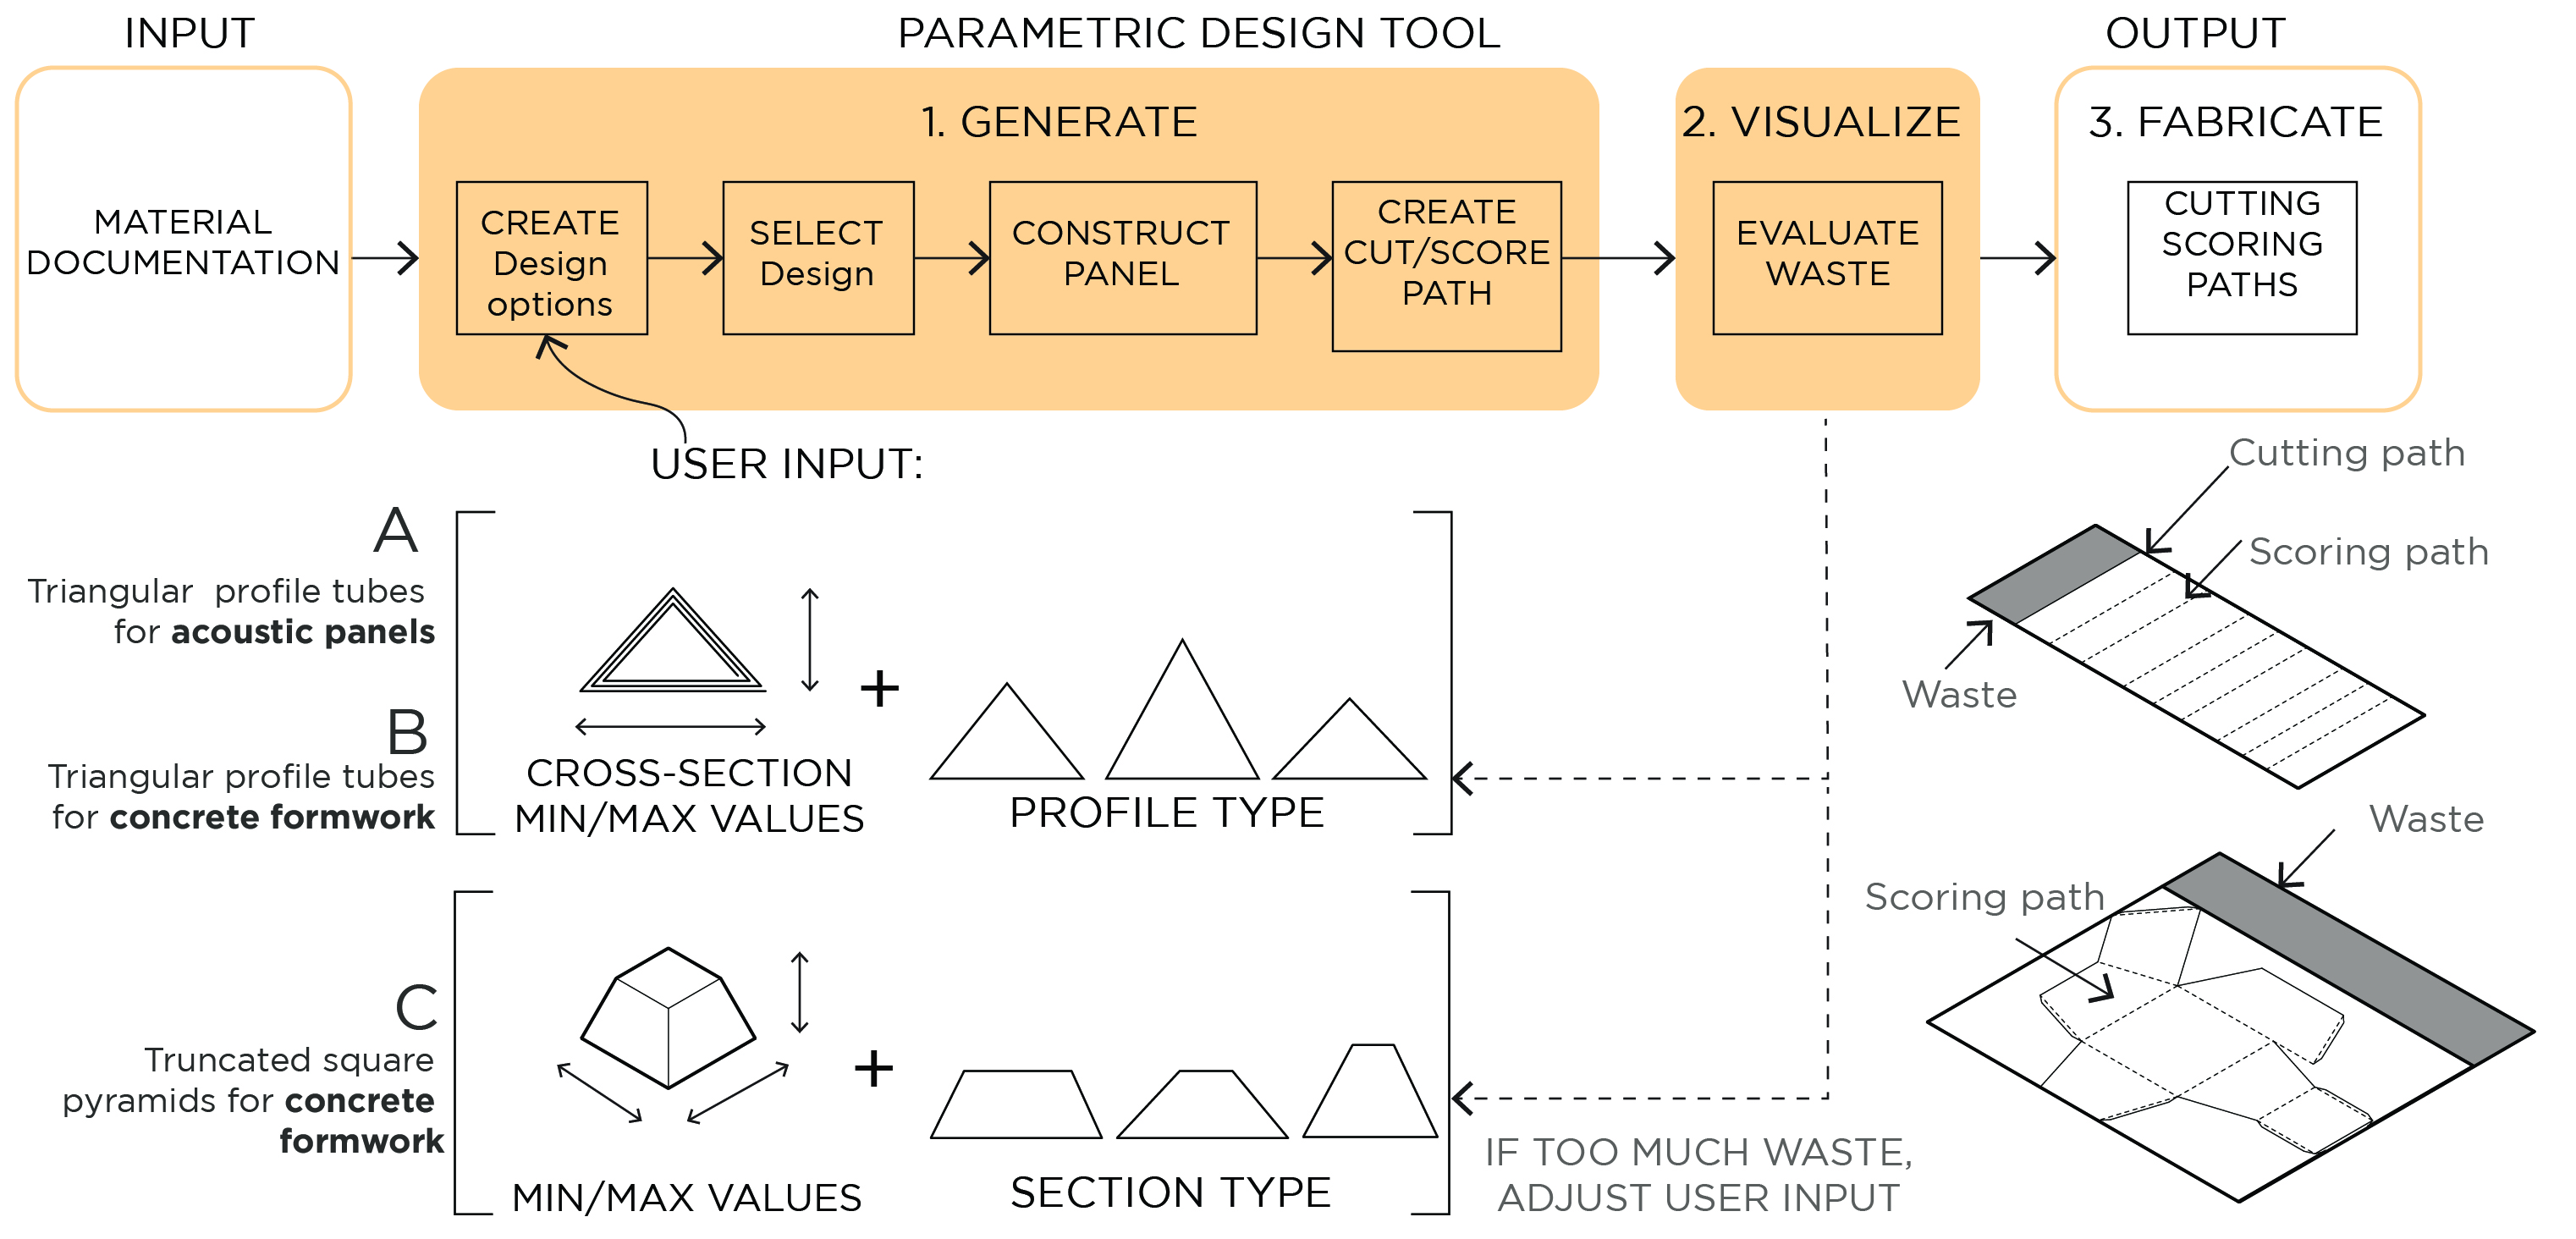 INPUT
PARAMETRIC DESIGN TOOL
OUTPUT
MATERIAL
DOCUMENTATION
1. GENERATE
CREATE
Design
options
SELECT
Design
CONSTRUCT
PANEL
CREATE
CUT/SCORE
PATH
2. VISUALIZE
EVALUATE
WASTE
3. FABRICATE
CUTTING
SCORING
PATHS
USER INPUT:
A
Triangular profile tubes
for acoustic panels
B
Triangular profile tubes
for concrete formwork
CROSS-SECTION
MIN/MAX VALUES
+
PROFILE TYPE
C
Truncated square
pyramids for concrete
formwork
MIN/MAX VALUES
+
SECTION TYPE
IF TOO MUCH WASTE,
ADJUST USER INPUT
Cutting path
Scoring path
Waste
Waste
Scoring path